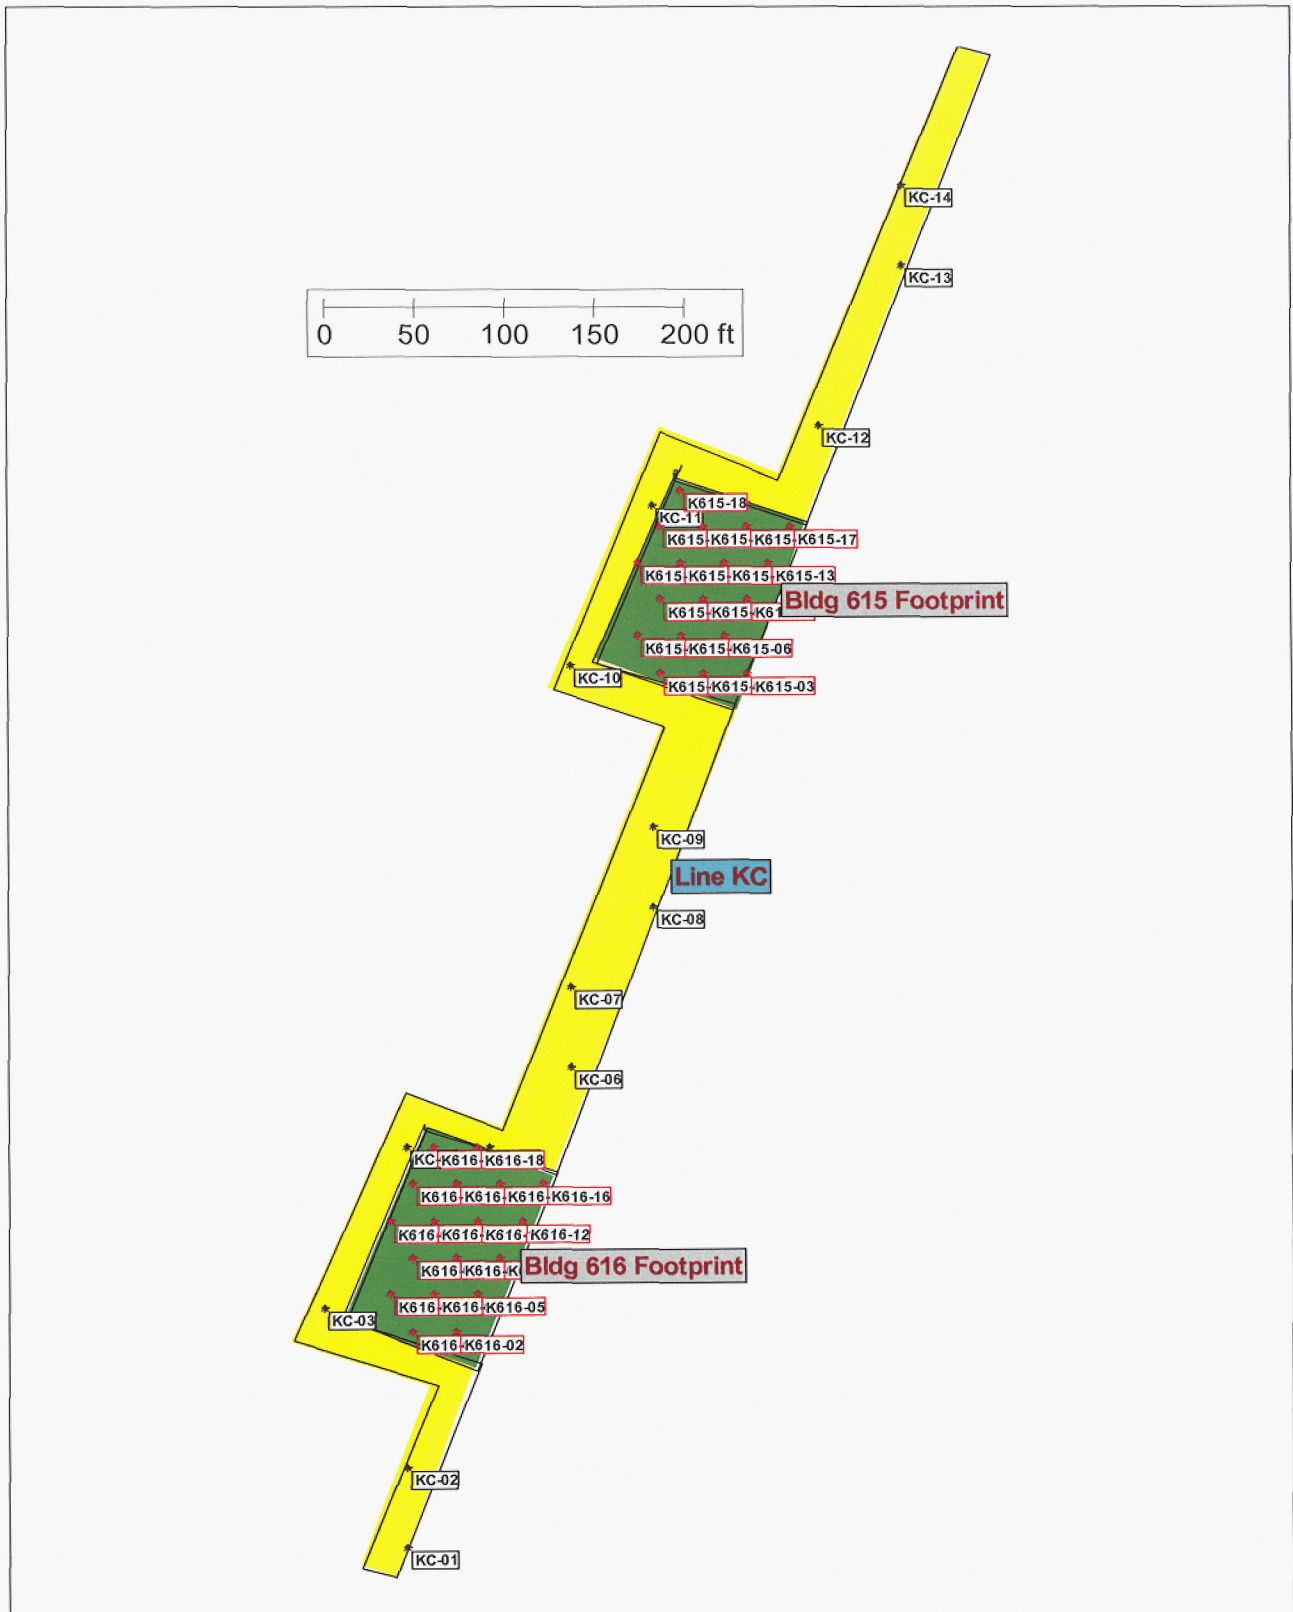 KC-14
KC-13
0 50 100 150 200 ft
KC-12
K615-18
KC-11
K615- K615- K615- K615-17
K615- K615- K615- K615-13
Bldg 615 Footprint
K615- K615-
K615- K615- K615-06
KC-10
K615- K615- K615-03
KC-09
Line KC
KC-08
KC-07
KC-06
KC- K616- K616-18
K616- K616- K616- K616-16
K616- K616- K616- K616-12
Bldg 616 Footprint
K616- K616-
K616- K616- K616-05
KC-03
K616- K616-02
KC-02
KC-01